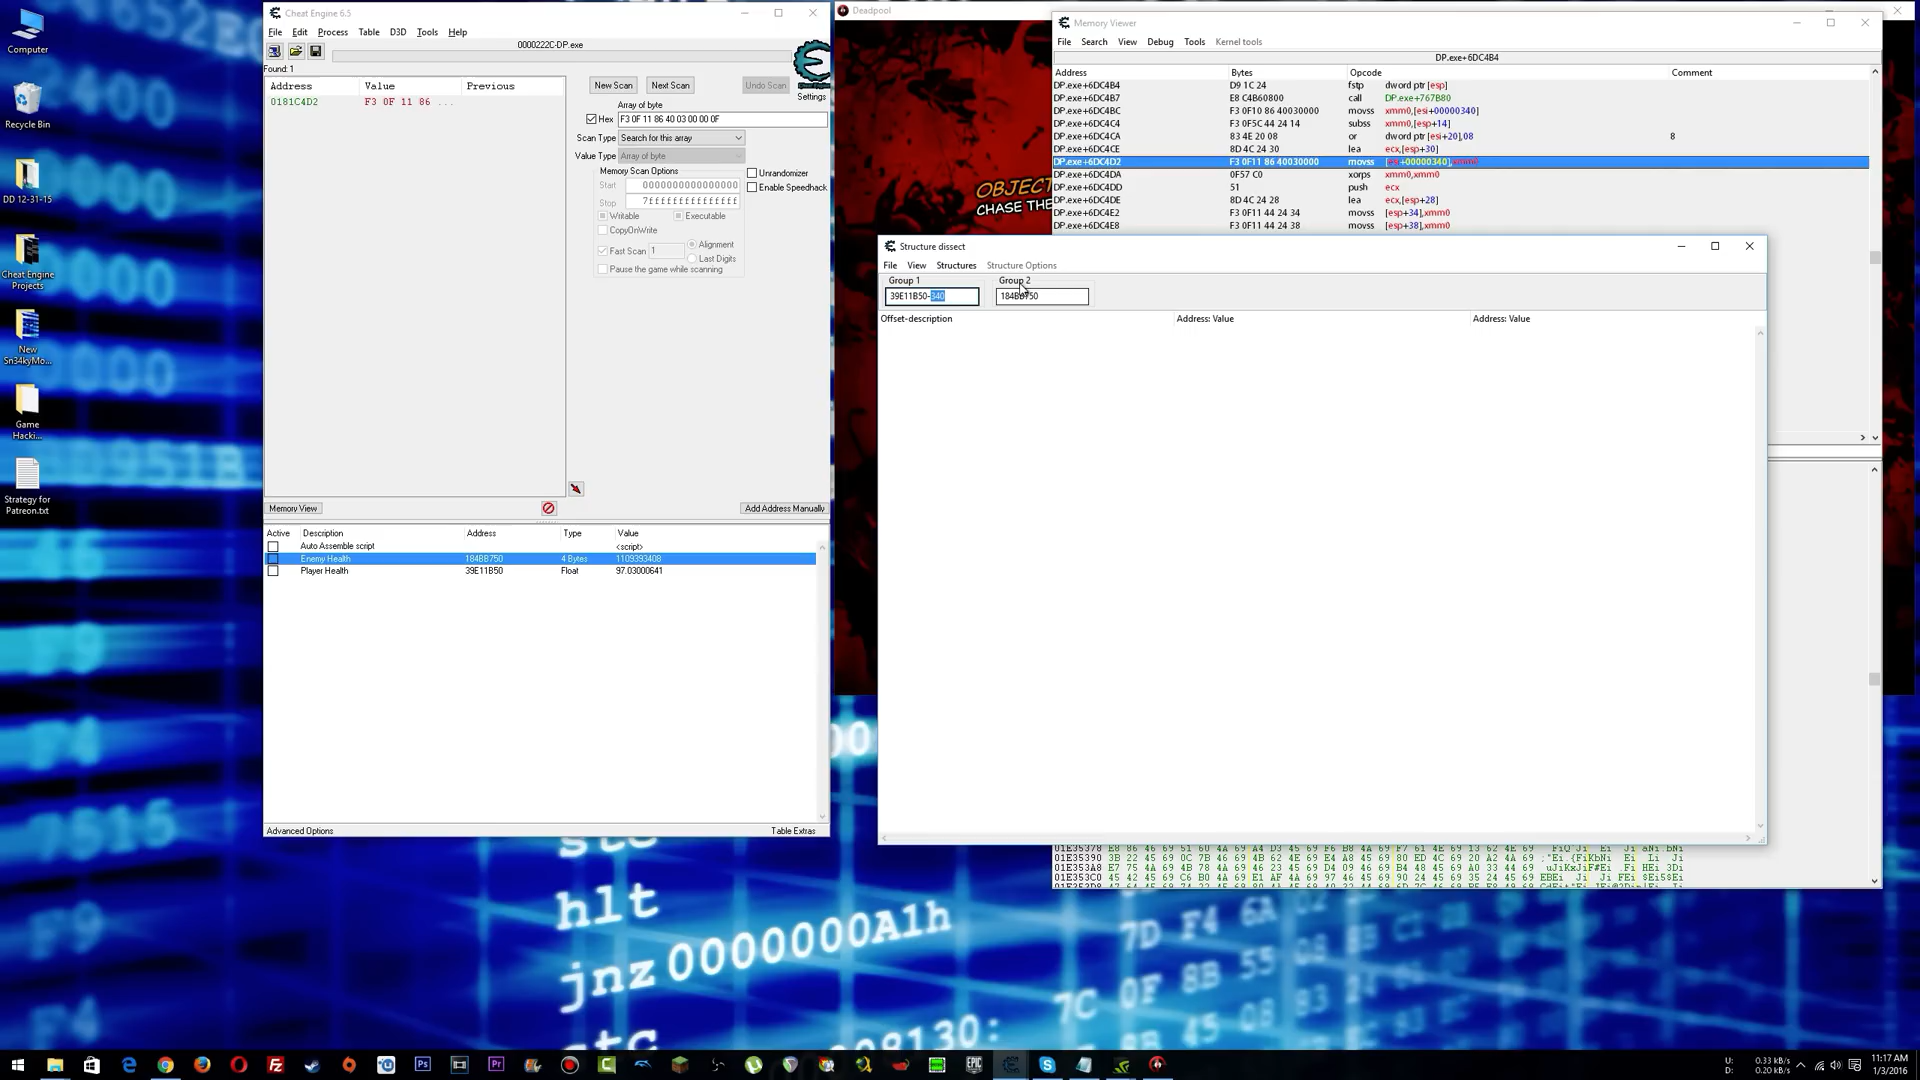 Computer
Recycle Bin
DD 12-31-15
Cheat Engine
Projects
New
Sn34kyMo...
Game
Hacki...
Strategy for
Patreon.txt
Cheat Engine 6.5
File Edit Process Table D3D Tools Help
0000222C-DP.exe
Found: 1
Address Value Previous
0181C4D2 F3 0F 11 86 ...
New Scan Next Scan Undo Scan
Settings
Array of byte
Hex F3 0F 11 86 40 03 00 00 0F
Scan Type Search for this array
Value Type Array of byte
Memory Scan Options
Start 0000000000000000
Stop 7fffffffffffffff
Writable Executable
CopyOnWrite
Fast Scan 1 Alignment
Last Digits
Pause the game while scanning
Unrandomizer
Enable Speedhack
Memory View Add Address Manually
Active Description Address Type Value
Auto Assemble script <script>
Enemy Health 184BB750 4 Bytes 1109393408
Player Health 39E11B50 Float 97.03000641
Advanced Options Table Extras
Deadpool
OBJECT
CHASE THE
Memory Viewer
File Search View Debug Tools Kernel tools
DP.exe+6DC4B4
Address Bytes Opcode Comment
DP.exe+6DC4B4 D9 1C 24 fstp dword ptr [esp]
DP.exe+6DC4B7 E8 C4B60800 call DP.exe+767B80
DP.exe+6DC4BC F3 0F10 86 40030000 movss xmm0,[esi+00000340]
DP.exe+6DC4C4 F3 0F5C 44 24 14 subss xmm0,[esp+14]
DP.exe+6DC4CA 83 4E 20 08 or dword ptr [esi+20],08 8
DP.exe+6DC4CE 8D 4C 24 30 lea ecx,[esp+30]
DP.exe+6DC4D2 F3 0F11 86 40030000 movss [esi+00000340],xmm0
DP.exe+6DC4DA 0F57 C0 xorps xmm0,xmm0
DP.exe+6DC4DD 51 push ecx
DP.exe+6DC4DE 8D 4C 24 28 lea ecx,[esp+28]
DP.exe+6DC4E2 F3 0F11 44 24 34 movss [esp+34],xmm0
DP.exe+6DC4E8 F3 0F11 44 24 38 movss [esp+38],xmm0
Structure dissect
File View Structures Structure Options
Group 1 Group 2
39E11B50-340 184BB750
Offset-description Address: Value Address: Value
hlt
jnz 0000000A1h
008130:
11:17 AM
1/3/2016
U: 0.33 kB/s
D: 0.20 kB/s